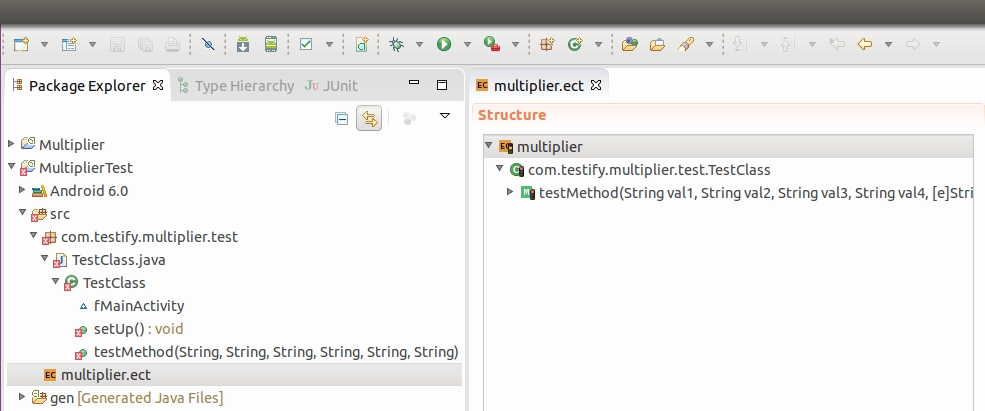 Package Explorer
Type Hierarchy
JUnit
multiplier.ect
Structure
Multiplier
MultiplierTest
Android 6.0
src
com.testify.multiplier.test
TestClass.java
TestClass
fMainActivity
setUp() : void
testMethod(String, String, String, String, String, String)
multiplier.ect
gen [Generated Java Files]
multiplier
com.testify.multiplier.test.TestClass
testMethod(String val1, String val2, String val3, String val4, [e]Stri